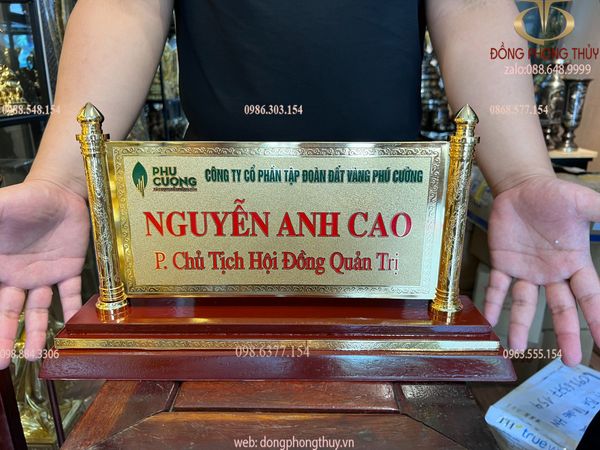 ĐỒNG PHONG THỦY
zalo:088.648.9999
0988.548.154
0986.303.154
0868.577.154
PHU CUONG
CÔNG TY CỔ PHẦN TẬP ĐOÀN ĐẤT VÀNG PHÚ CƯỜNG
NGUYỄN ANH CAO
P. Chủ Tịch Hội Đồng Quản Trị
098.804.3306
098.6377.154
0963.555.154
web: dongphongthuy.vn